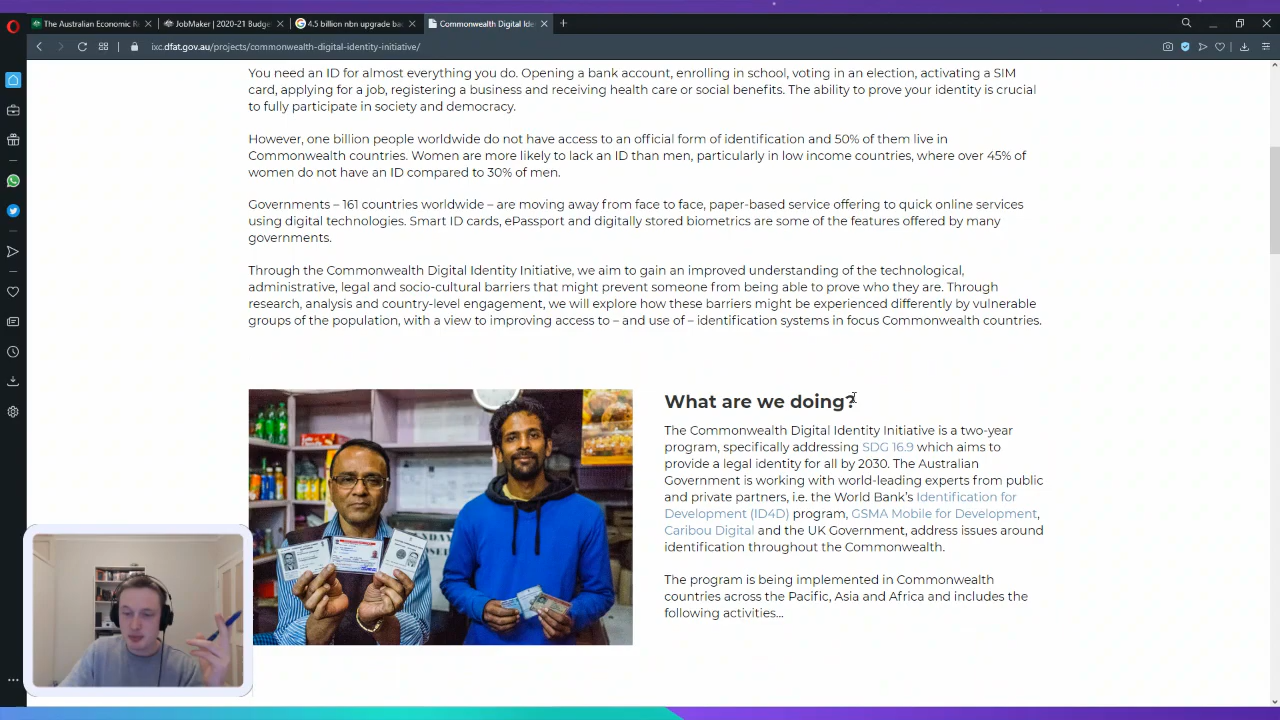 The Australian Economic Re
JobMaker | 2020-21 Budge
4.5 billion nbn upgrade ba
Commonwealth Digital Ide
ixc.dfat.gov.au/projects/commonwealth-digital-identity-initiative/
You need an ID for almost everything you do. Opening a bank account, enrolling in school, voting in an election, activating a SIM
card, applying for a job, registering a business and receiving health care or social benefits. The ability to prove your identity is crucial
to fully participate in society and democracy.
However, one billion people worldwide do not have access to an official form of identification and 50% of them live in
Commonwealth countries. Women are more likely to lack an ID than men, particularly in low income countries, where over 45% of
women do not have an ID compared to 30% of men.
Governments – 161 countries worldwide – are moving away from face to face, paper-based service offering to quick online services
using digital technologies. Smart ID cards, ePassport and digitally stored biometrics are some of the features offered by many
governments.
Through the Commonwealth Digital Identity Initiative, we aim to gain an improved understanding of the technological,
administrative, legal and socio-cultural barriers that might prevent someone from being able to prove who they are. Through
research, analysis and country-level engagement, we will explore how these barriers might be experienced differently by vulnerable
groups of the population, with a view to improving access to – and use of – identification systems in focus Commonwealth countries.
What are we doing?
The Commonwealth Digital Identity Initiative is a two-year
program, specifically addressing SDG 16.9 which aims to
provide a legal identity for all by 2030. The Australian
Government is working with world-leading experts from public
and private partners, i.e. the World Bank's Identification for
Development (ID4D) program, GSMA Mobile for Development,
Caribou Digital and the UK Government, address issues around
identification throughout the Commonwealth.
The program is being implemented in Commonwealth
countries across the Pacific, Asia and Africa and includes the
following activities...